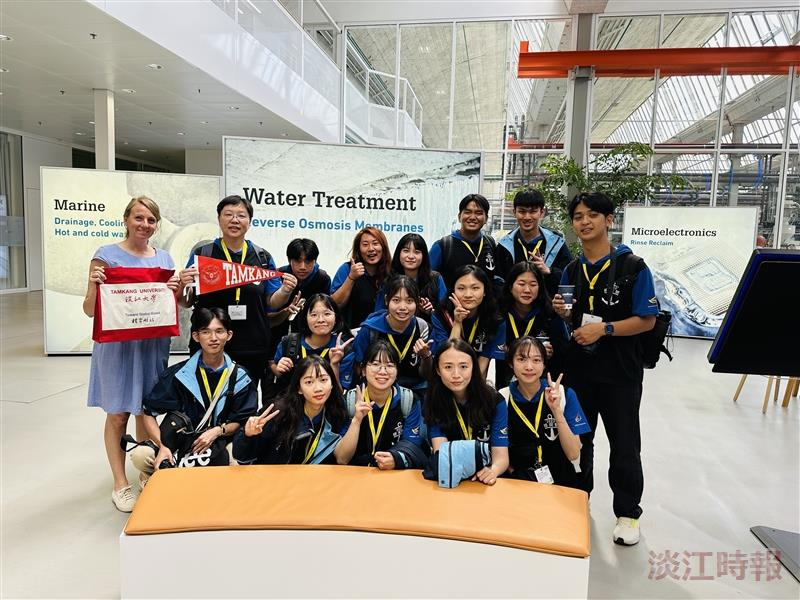 Marine
Drainage, Cooling
Hot and cold wa
Water Treatment
Reverse Osmosis Membranes
Microelectronics
Rinse Reclaim
TAMKANG UNIVERSITY
淡江大學
TAMKANG
淡江時報